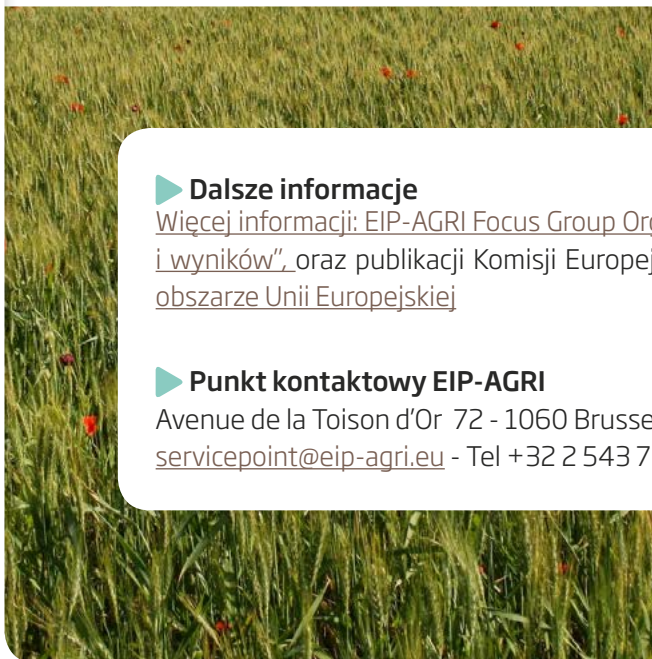 Dalsze informacje
Więcej informacji: EIP-AGRI Focus Group
i wyników”, oraz publikacji Komisji
obszarze Unii Europejskiej
Punkt kontaktowy EIP-AGRI
Avenue de la Toison d'Or 72 - 1060
servicepoint@eip-agri.eu - Tel +32 2 543 7